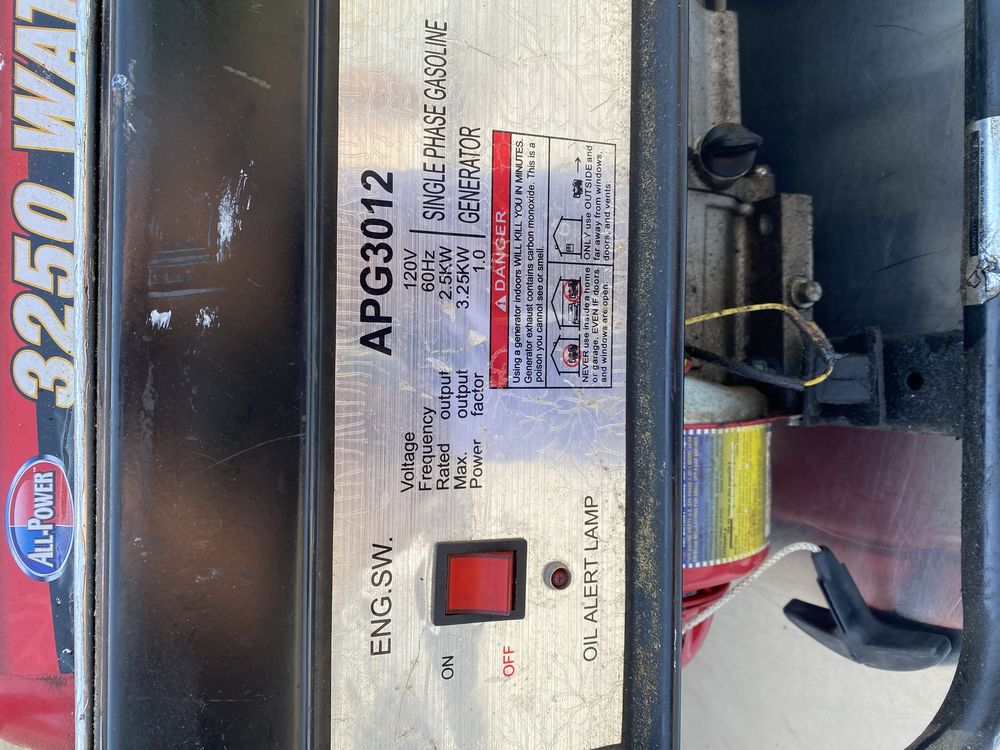 3250 WAT
ALL-POWER™
APG3012
Voltage 120V
Frequency 60Hz
Rated output 2.5KW
Max. output 3.25KW
Power factor 1.0
SINGLE PHASE GASOLINE
GENERATOR
DANGER
Using a generator indoors WILL KILL YOU IN MINUTES.
Generator exhaust contains carbon monoxide. This is a
poison you cannot see or smell.
NEVER use inside a home
or garage, EVEN IF doors
and windows are open.
ONLY use OUTSIDE and
far away from windows,
doors, and vents.
ENG.SW.
ON
OFF
OIL ALERT LAMP